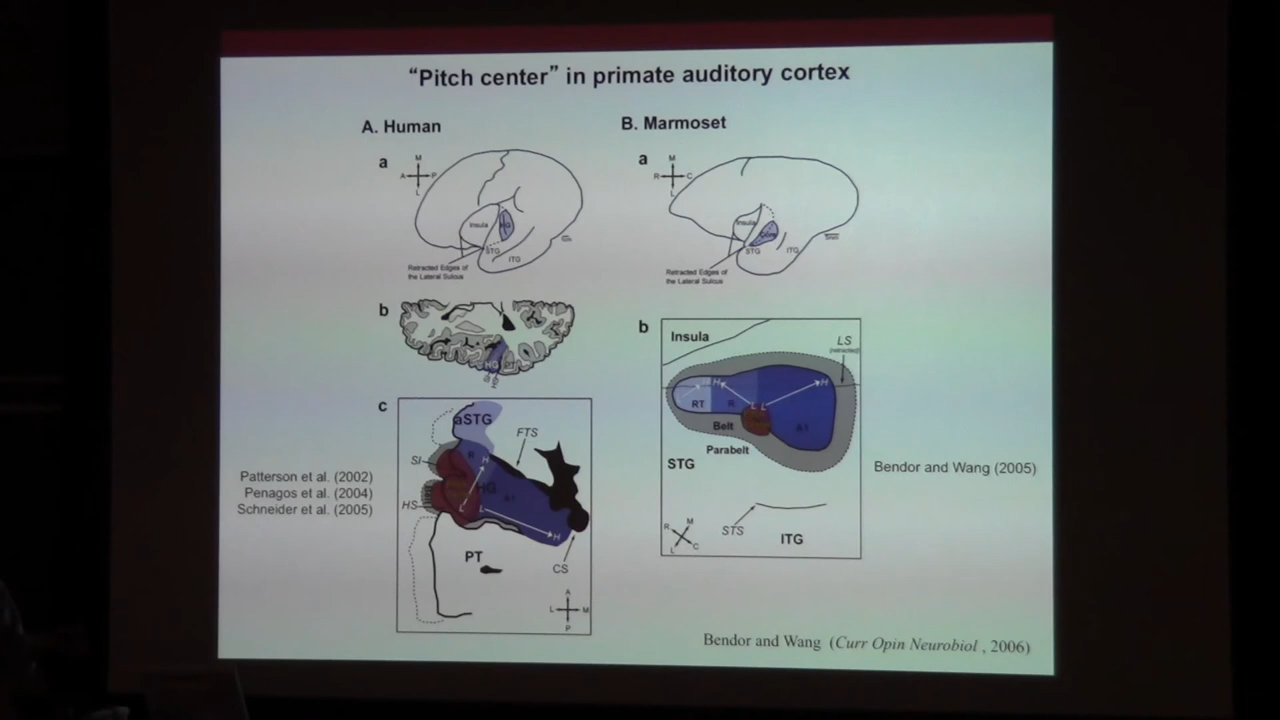 “Pitch center” in primate auditory cortex
A. Human
a
M
A
P
L
Insula
HG
STG
ITG
Retracted Edges of
the Lateral Sulcus
b
HG
c
aSTG
FTS
SI
R
H
HG
A1
HS
L
L
H
PT
CS
A
L
M
P
Patterson et al. (2002)
Penagos et al. (2004)
Schneider et al. (2005)
B. Marmoset
a
M
R
C
L
Insula
STG
ITG
Retracted Edges of
the Lateral Sulcus
b
Insula
LS
(retracted)
H
H
RT
R
L
L
A1
Belt
Parabelt
STG
STS
ITG
R
M
L
C
Bendor and Wang (2005)
Bendor and Wang (Curr Opin Neurobiol , 2006)